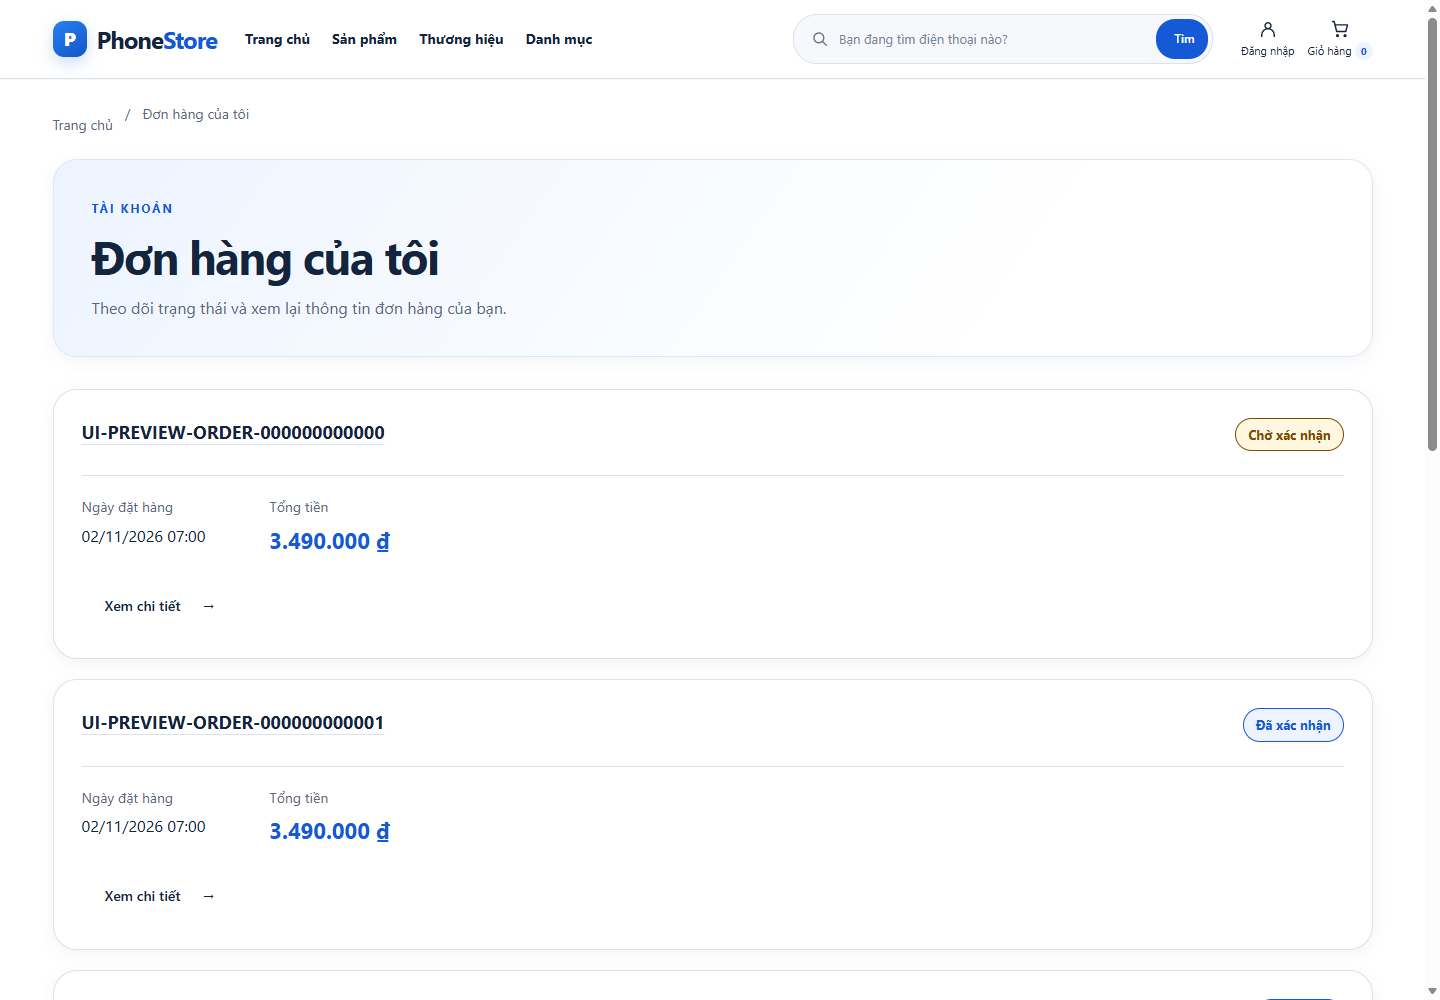 P PhoneStore Trang chủ Sản phẩm Thương hiệu Danh mục Bạn đang tìm điện thoại nào? Tìm Đăng nhập Giỏ hàng 0
Trang chủ / Đơn hàng của tôi
TÀI KHOẢN
Đơn hàng của tôi
Theo dõi trạng thái và xem lại thông tin đơn hàng của bạn.
UI-PREVIEW-ORDER-000000000000 Chờ xác nhận
Ngày đặt hàng Tổng tiền
02/11/2026 07:00 3.490.000 ₫
Xem chi tiết →
UI-PREVIEW-ORDER-000000000001 Đã xác nhận
Ngày đặt hàng Tổng tiền
02/11/2026 07:00 3.490.000 ₫
Xem chi tiết →